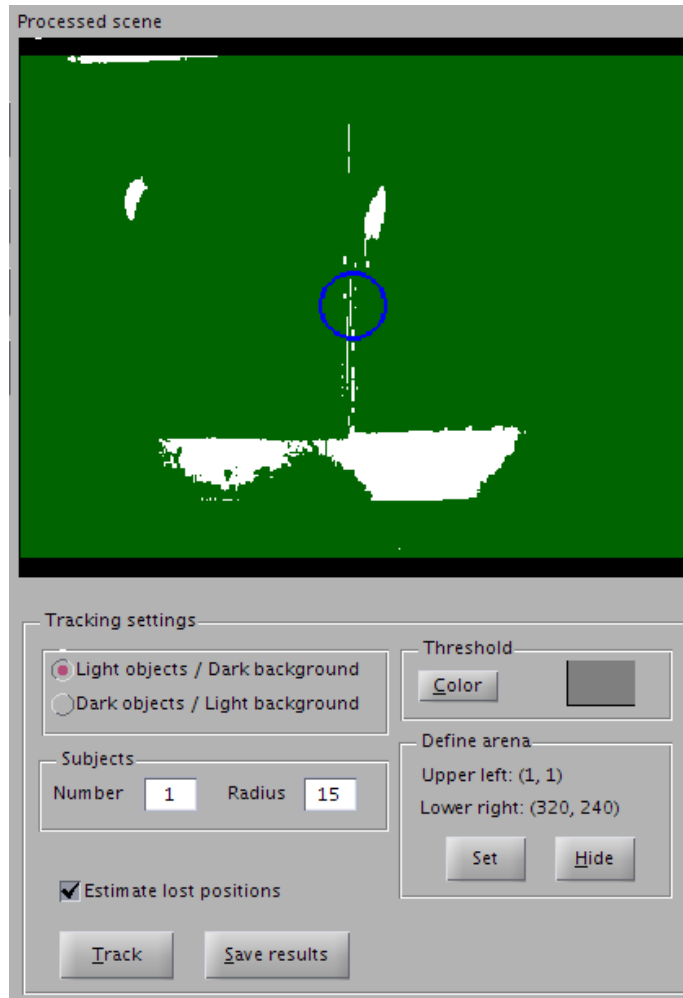 Processed scene
Tracking settings
Light objects / Dark background
Dark objects / Light background
Threshold
Color
Subjects
Number 1 Radius 15
Define arena
Upper left: (1, 1)
Lower right: (320, 240)
Set Hide
Estimate lost positions
Track Save results